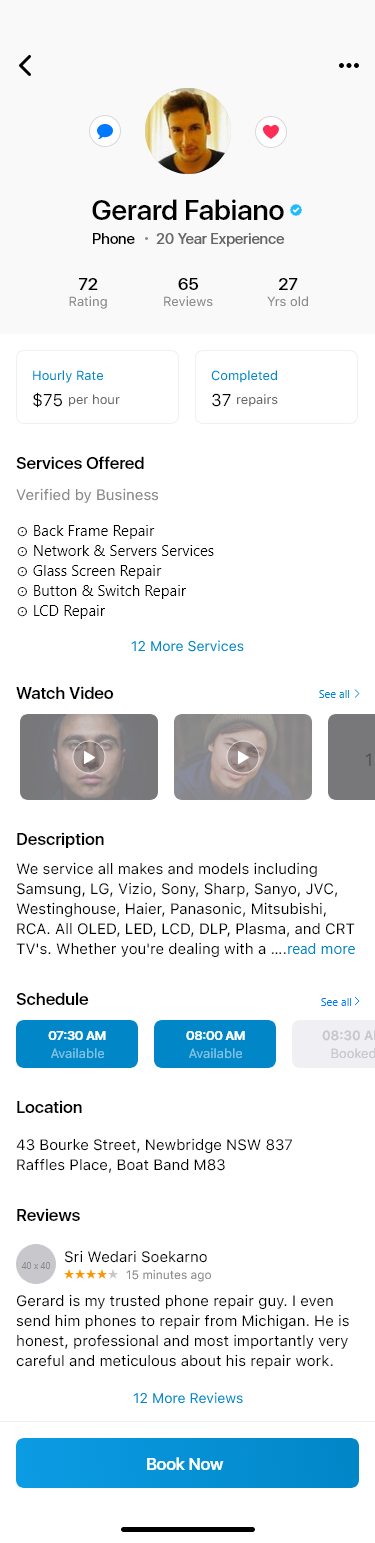 Gerard Fabiano
Phone • 20 Year Experience
72 65 27
Rating Reviews Yrs old
Hourly Rate Completed
$75 per hour 37 repairs
Services Offered
Verified by Business
⊙ Back Frame Repair
⊙ Network & Servers Services
⊙ Glass Screen Repair
⊙ Button & Switch Repair
⊙ LCD Repair
12 More Services
Watch Video See all >
Description
We service all makes and models including
Samsung, LG, Vizio, Sony, Sharp, Sanyo, JVC,
Westinghouse, Haier, Panasonic, Mitsubishi,
RCA. All OLED, LED, LCD, DLP, Plasma, and CRT
TV's. Whether you're dealing with a ....read more
Schedule See all >
07:30 AM 08:00 AM 08:30
Available Available Booked
Location
43 Bourke Street, Newbridge NSW 837
Raffles Place, Boat Band M83
Reviews
40 x 40
Sri Wedari Soekarno
15 minutes ago
Gerard is my trusted phone repair guy. I even
send him phones to repair from Michigan. He is
honest, professional and most importantly very
careful and meticulous about his repair work.
12 More Reviews
Book Now